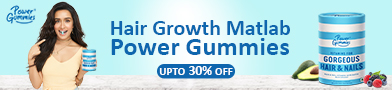 Power
Gummies
Hair Growth Matlab
Power Gummies
UPTO 30% OFF
Power
Gummies
GORGEOUS
HAIR & NAILS